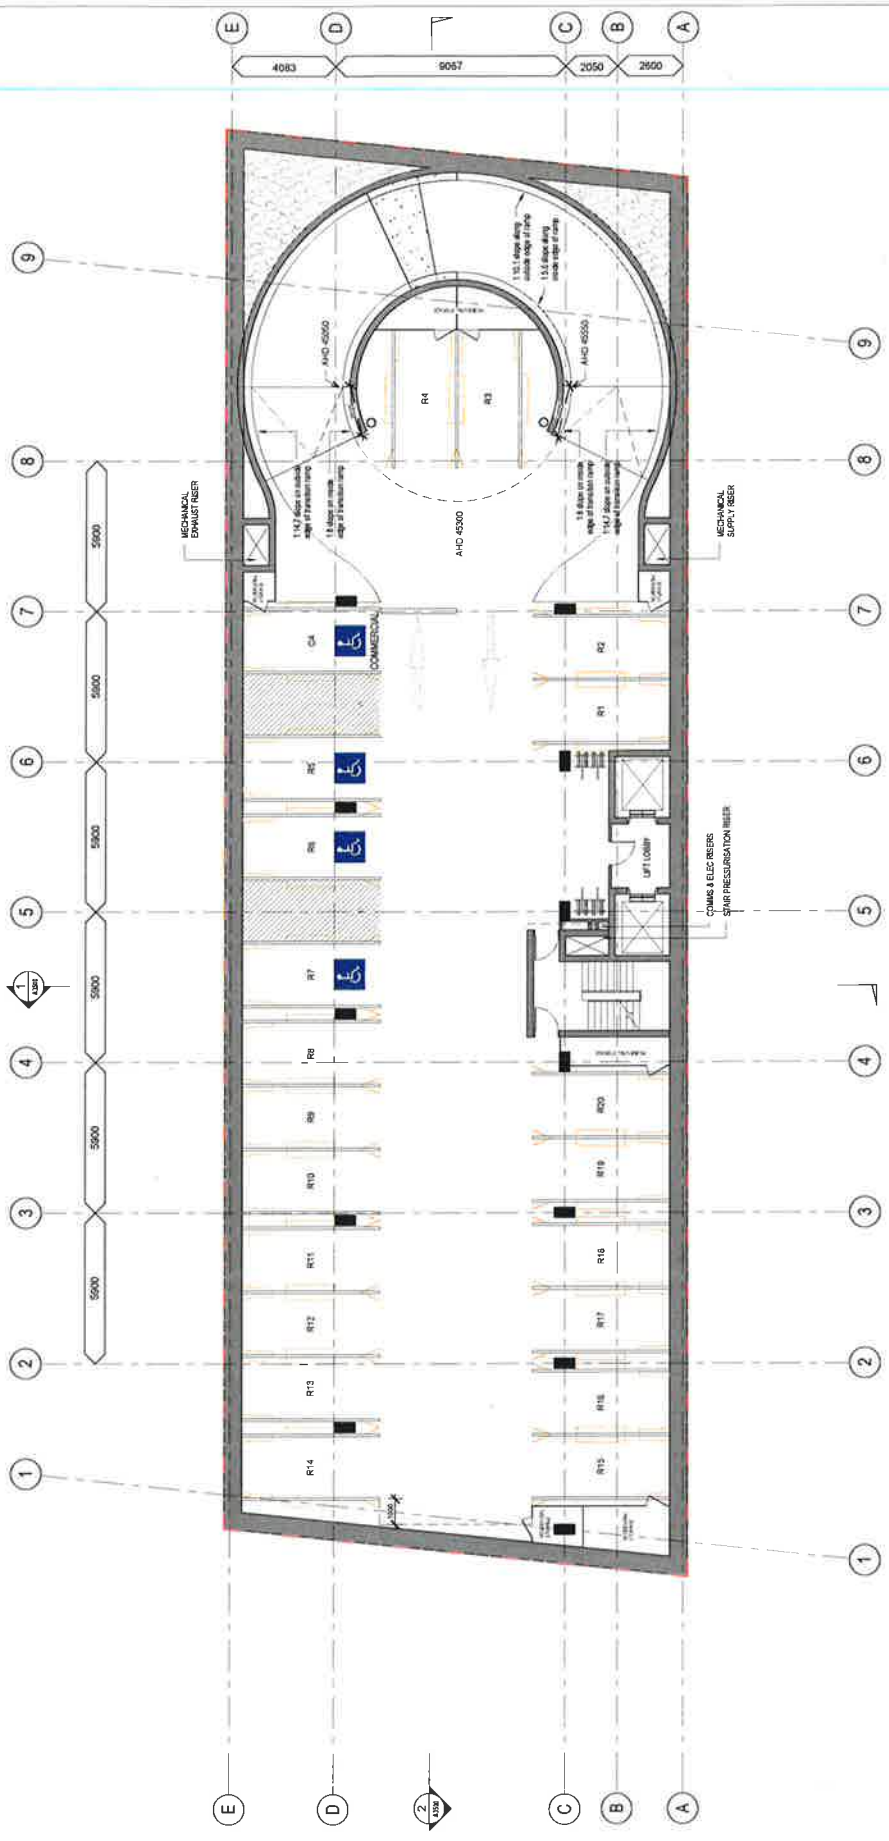 E
D
C
B
A
4083
9067
2050
2600
9
9
1:10.1 slope along
outside edge of ramp
1:5.6 slope along
inside edge of ramp
AHD 45050
AHD 45550
R4
R3
8
8
1:14.7 slope on outside
edge of transition ramp
1:8 slope on inside
edge of transition ramp
AHD 45300
1:8 slope on inside
edge of transition ramp
1:14.7 slope on outside
edge of transition ramp
MECHANICAL
EXHAUST RISER
MECHANICAL
SUPPLY RISER
5900
7
7
C4
COMMERCIAL
R2
5900
R1
6
6
R5
5900
R6
LIFT LOBBY
COMMS & ELEC RISERS
STAIR PRESSURISATION RISER
5
5
1
R7
5900
R8
4
4
R9
R20
5900
R10
R19
3
3
R11
R18
5900
R12
R17
2
2
R13
R16
R14
R15
1
1000
1
E
D
2
C
B
A